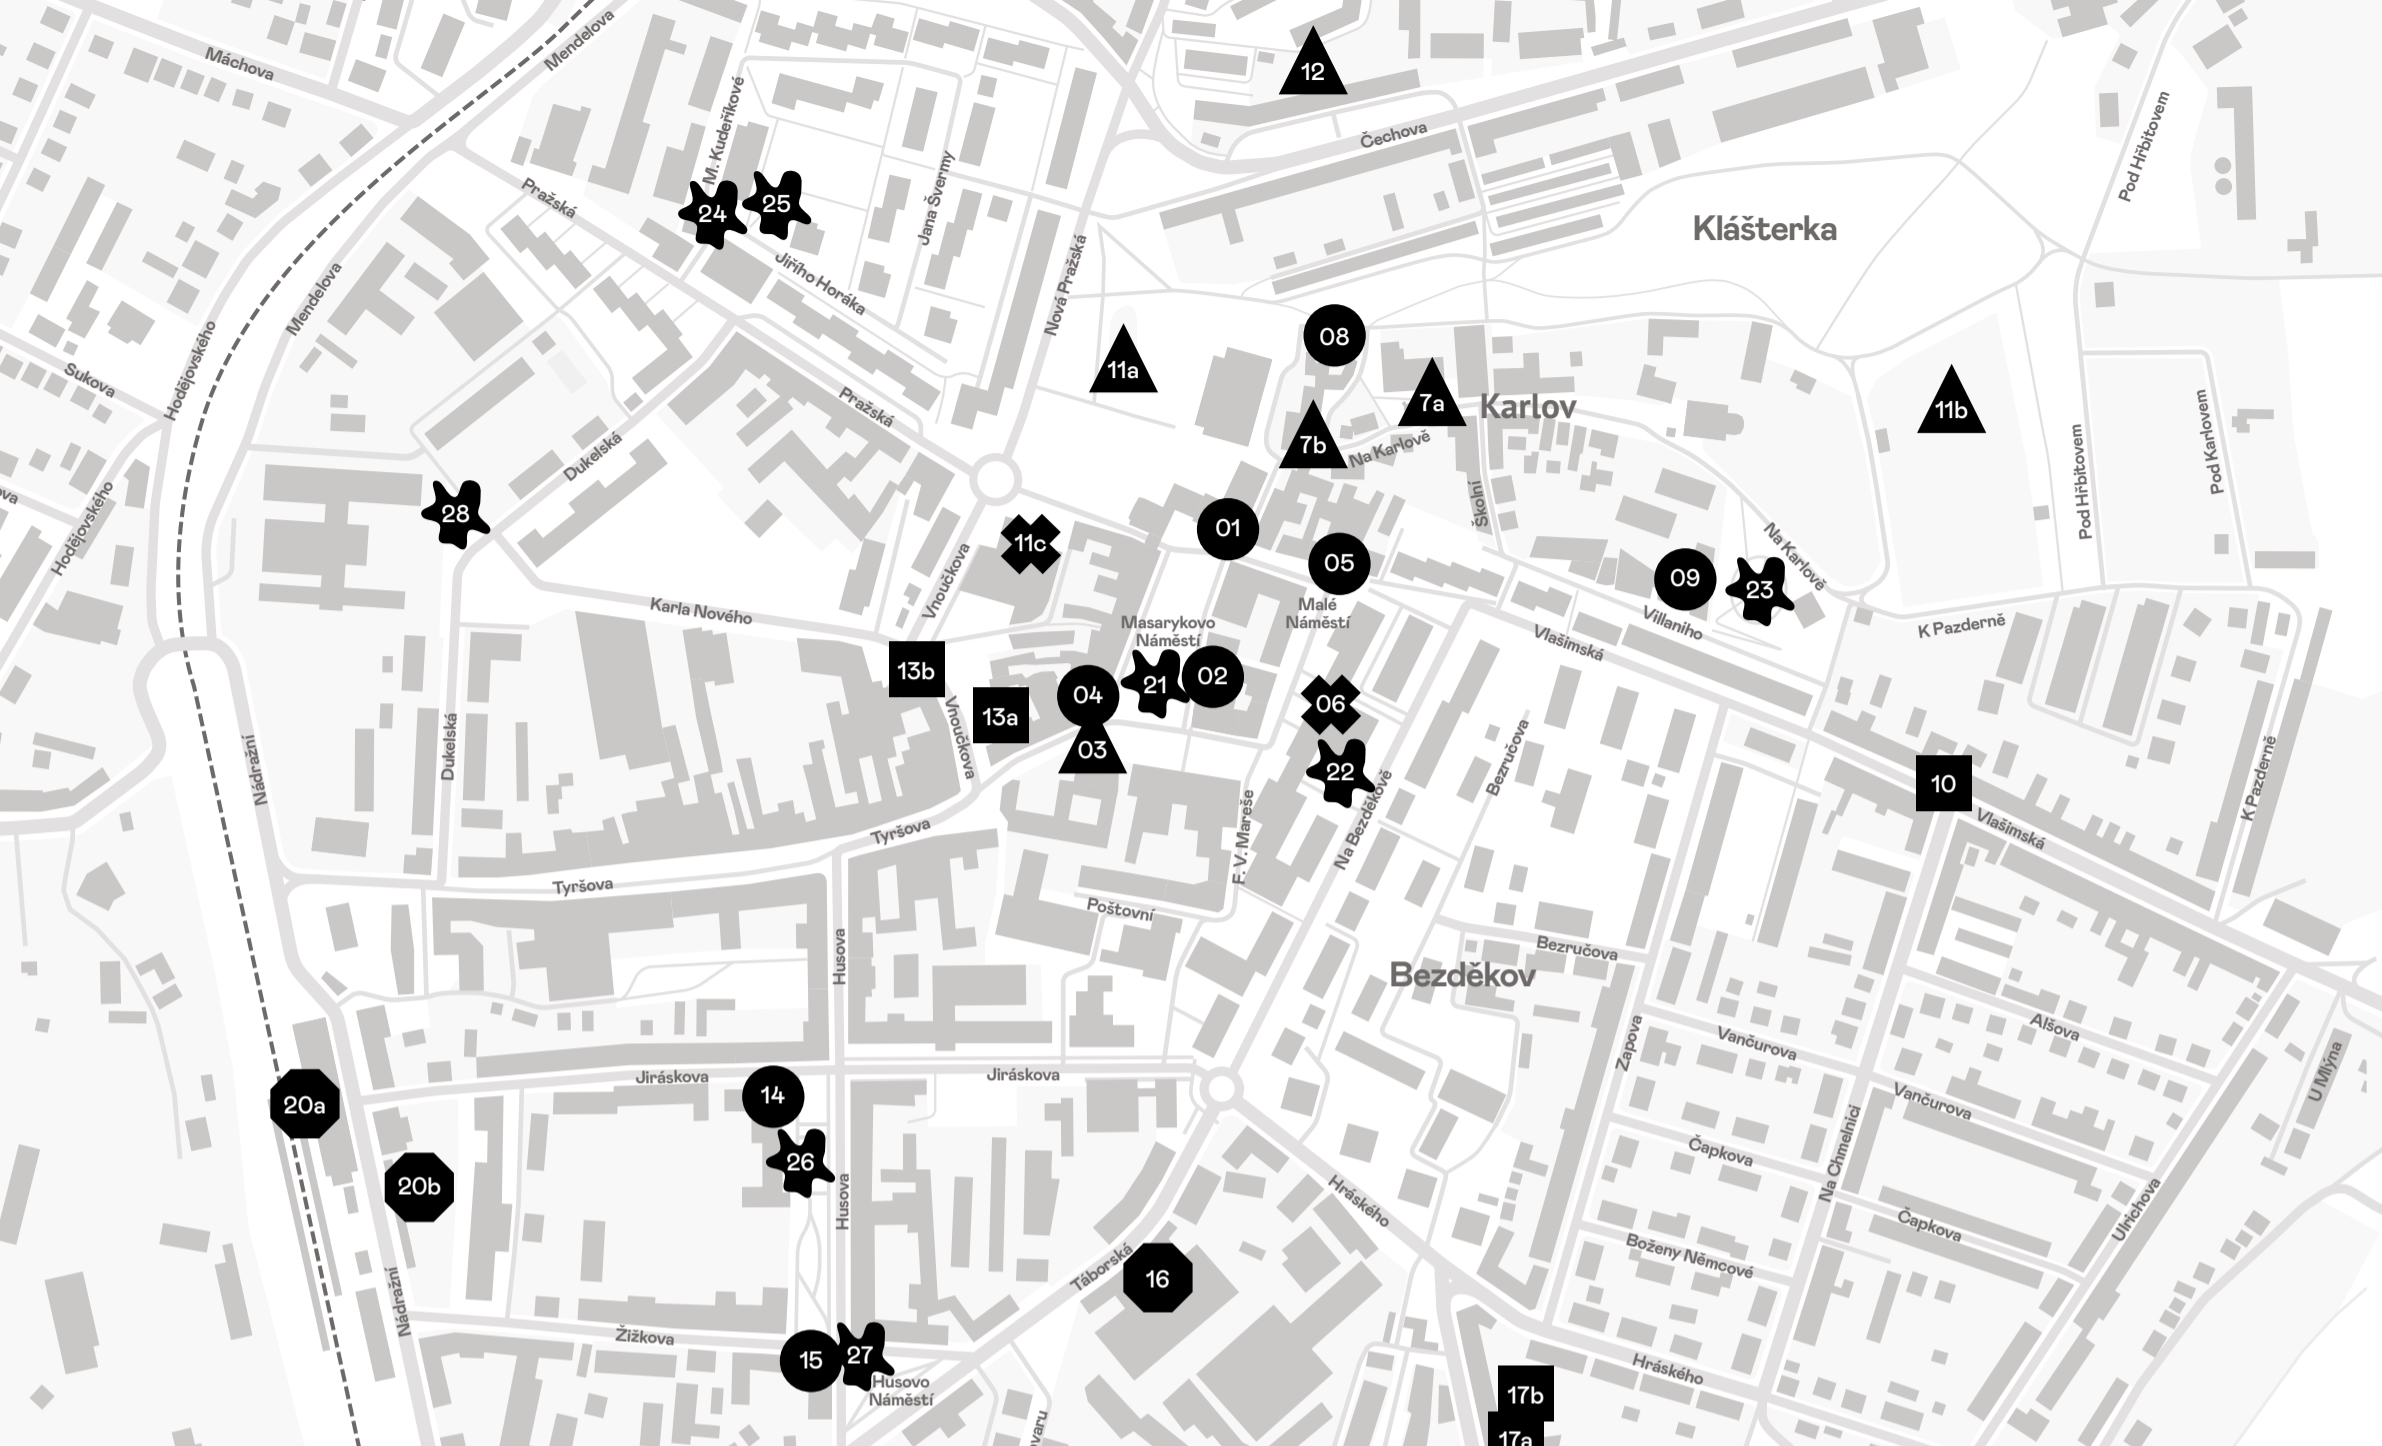 Máchova
Mendelova
12
M. Kudeříkové
Čechova
Pod Hřbitovem
Pražská
24
25
Jana Švermy
Klášterka
Jiřího Horáka
Nová Pražská
Mendelova
Hodějovského
08
Sukova
11a
7a
Karlov
11b
Pražská
7b
Na Karlově
Pod Karlovem
Dukelská
Pod Hřbitovem
Hodějovského
28
Školní
01
11c
Vnoučkova
05
Na Karlově
09
23
Karla Nového
Malé
Náměstí
Masarykovo
Náměstí
Villaniho
K Pazderně
Vlašimská
13b
04
21
02
06
13a
Vnoučkova
03
22
Bezručova
Dukelská
Nádražní
10
K Pazderně
Vlašimská
Tyršova
F. V. Mareše
Na Bezděkově
Tyršova
Poštovní
Husova
Bezručova
Bezděkov
Zapova
Vančurova
Alšova
U Mlýna
Jiráskova
Jiráskova
14
20a
Vančurova
26
Čapkova
Na Chmelnici
20b
Husova
Hráského
Ulrichova
Čapkova
Boženy Němcové
Táborská
16
Nádražní
Žižkova
15
27
Husovo
Náměstí
Hráského
17b
17a